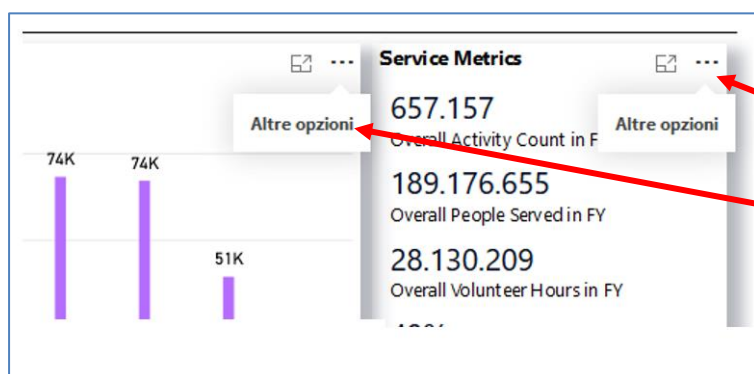 Altre opzioni
74K
74K
51K
Service Metrics
Altre opzioni
657.157
Overall Activity Count in F
189.176.655
Overall People Served in FY
28.130.209
Overall Volunteer Hours in FY